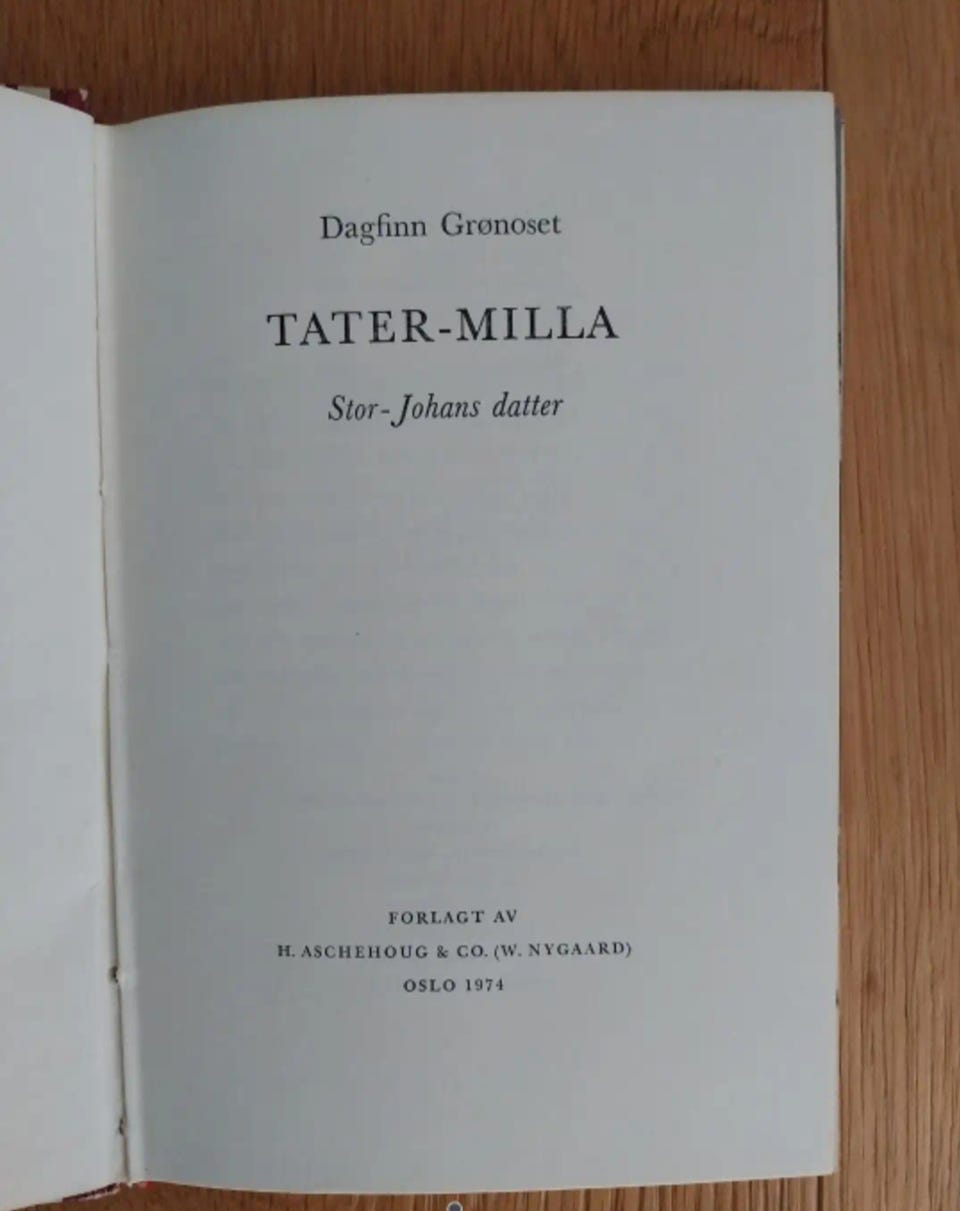 Dagfinn Grønoset
TATER-MILLA
Stor-Johans datter
FORLAGT AV
H. ASCHEHOUG & CO. (W. NYGAARD)
OSLO 1974